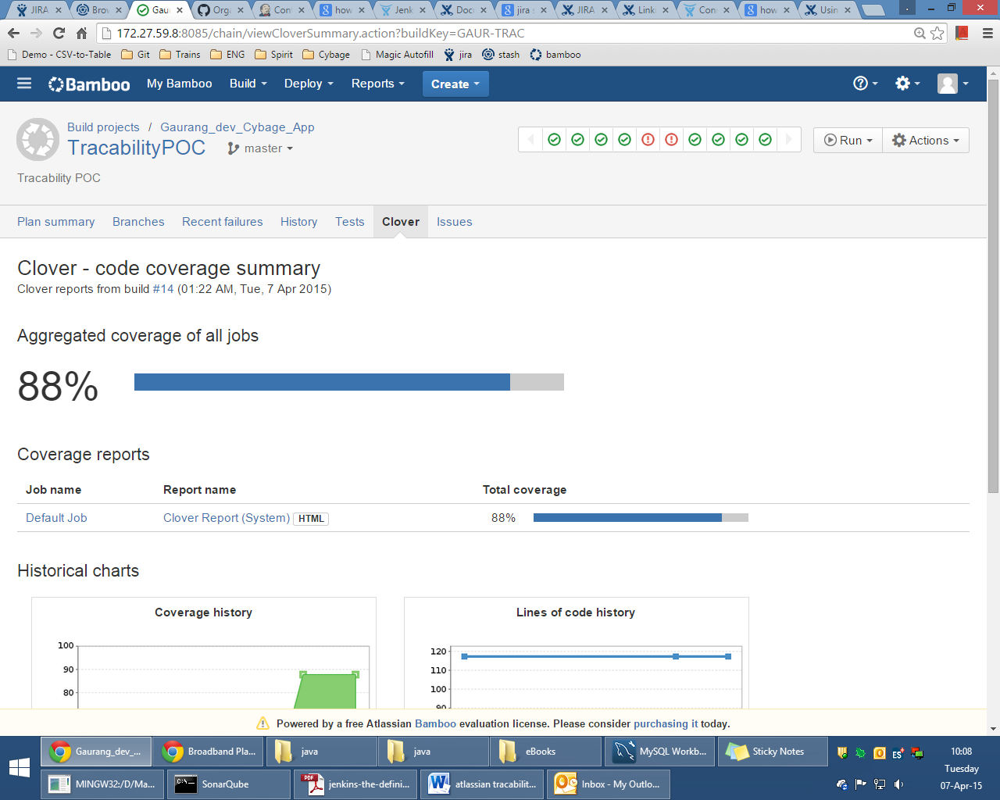 JIRA
Brow
Gau
Orga
Con
how
Jenk
Doc
jira s
JIRA
Link
Con
how
Usin
172.27.59.8:8085/chain/viewCloverSummary.action?buildKey=GAUR-TRAC
Demo - CSV-to-Table Git Trains ENG Spirit Cybage Magic Autofill jira stash bamboo
Bamboo My Bamboo Build Deploy Reports Create
Build projects / Gaurang_dev_Cybage_App
TracabilityPOC master
Run Actions
Tracability POC
Plan summary Branches Recent failures History Tests Clover Issues
Clover - code coverage summary
Clover reports from build #14 (01:22 AM, Tue, 7 Apr 2015)
Aggregated coverage of all jobs
88%
Coverage reports
Job name Report name Total coverage
Default Job Clover Report (System) HTML 88%
Historical charts
Coverage history
100
90
80
Lines of code history
120
110
100
90
Powered by a free Atlassian Bamboo evaluation license. Please consider purchasing it today.
Gaurang_dev_... Broadband Pla... java java eBooks MySQL Workb... Sticky Notes
MINGW32:/D/Ma... SonarQube jenkins-the-defini... atlassian tracabilit... Inbox - My Outlo...
10:08
Tuesday
07-Apr-15